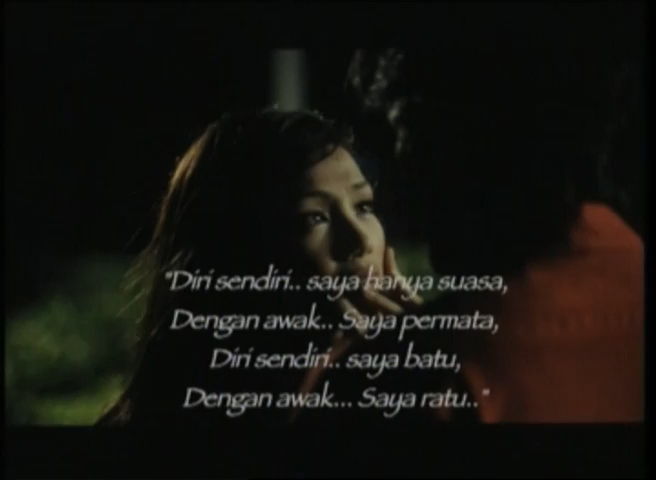 "Diri sendiri.. saya hanya suasa,
Dengan awak.. Saya permata,
Diri sendiri.. saya batu,
Dengan awak... Saya ratu.."